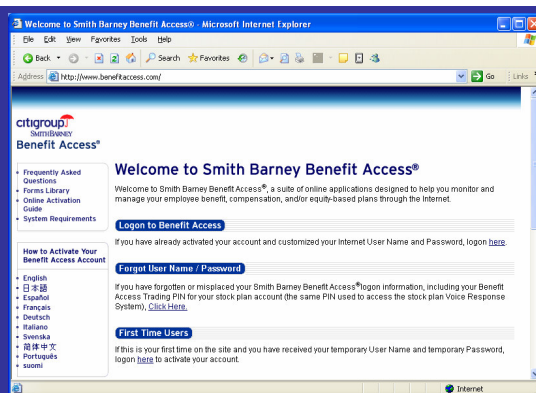 Welcome to Smith Barney Benefit Access® - Microsoft Internet Explorer
File Edit View Favorites Tools Help
Back Search Favorites
Address http://www.benefitaccess.com/ Go Links
citigroup
SMITH BARNEY
Benefit Access®
Frequently Asked
Questions
Forms Library
Online Activation
Guide
System Requirements
How to Activate Your
Benefit Access Account
English
日本語
Español
Français
Deutsch
Italiano
Svenska
简体中文
Português
suomi
Welcome to Smith Barney Benefit Access®
Welcome to Smith Barney Benefit Access®, a suite of online applications designed to help you monitor and
manage your employee benefit, compensation, and/or equity-based plans through the Internet.
Logon to Benefit Access
If you have already activated your account and customized your Internet User Name and Password, logon here.
Forgot User Name / Password
If you have forgotten or misplaced your Smith Barney Benefit Access® logon information, including your Benefit
Access Trading PIN for your stock plan account (the same PIN used to access the stock plan Voice Response
System), Click Here.
First Time Users
If this is your first time on the site and you have received your temporary User Name and temporary Password,
logon here to activate your account.
Internet